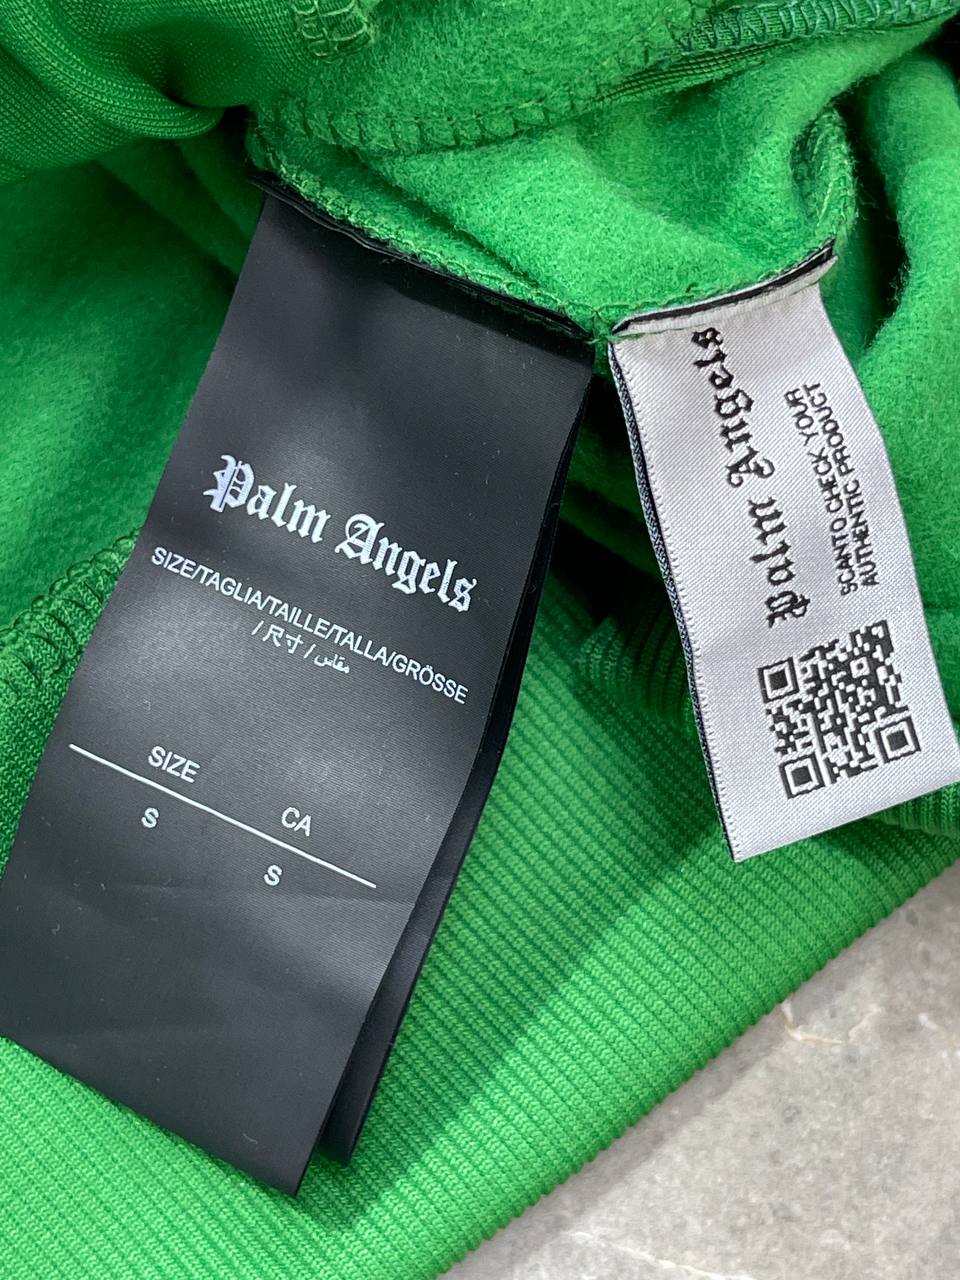 Palm Angels
SIZE/TAGLIA/TAILLE/TALLA/GRÖSSE
/尺寸/مقاس
SIZE
CA
S
S
Palm Angels
SCANTO CHECK YOUR
AUTHENTIC PRODUCT